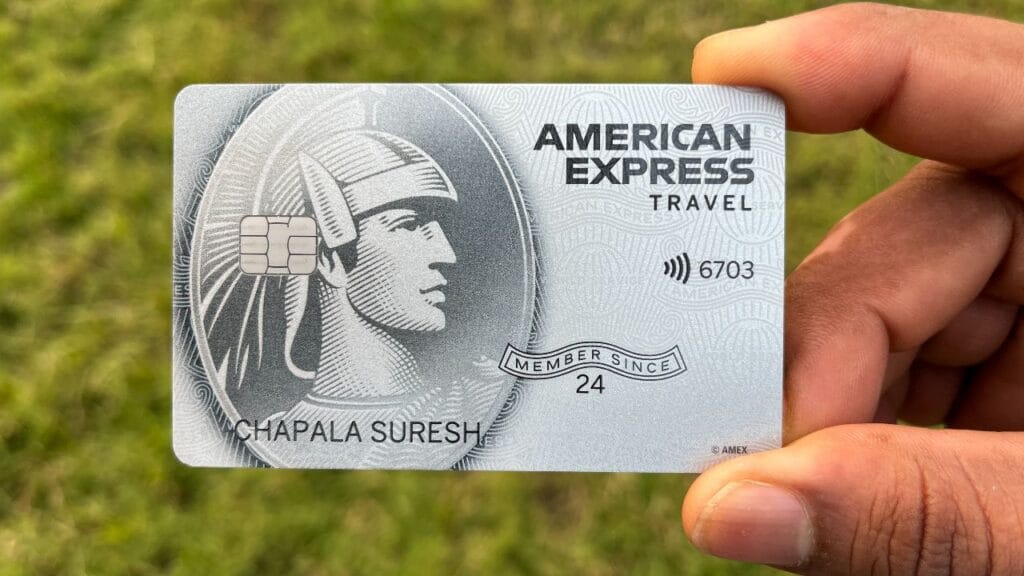 AMERICAN
EXPRESS
TRAVEL
6703
MEMBER SINCE
24
CHAPALA SURESH
© AMEX